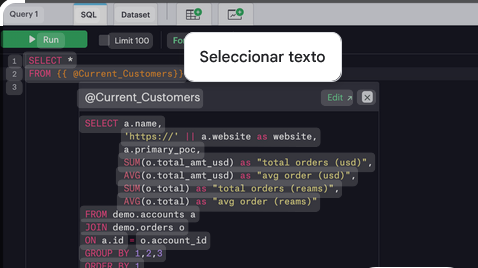 Query 1 SQL Dataset
Run Limit 100
Seleccionar texto
1 SELECT *
2 FROM {{ @Current_Customers}}
3
@Current_Customers Edit
SELECT a.name,
'https://' || a.website as website,
a.primary_poc,
SUM(o.total_amt_usd) as "total orders (usd)",
AVG(o.total_amt_usd) as "avg order (usd)",
SUM(o.total) as "total orders (reams)",
AVG(o.total) as "avg order (reams)"
FROM demo.accounts a
JOIN demo.orders o
ON a.id = o.account_id
GROUP BY 1,2,3
ORDER BY 1